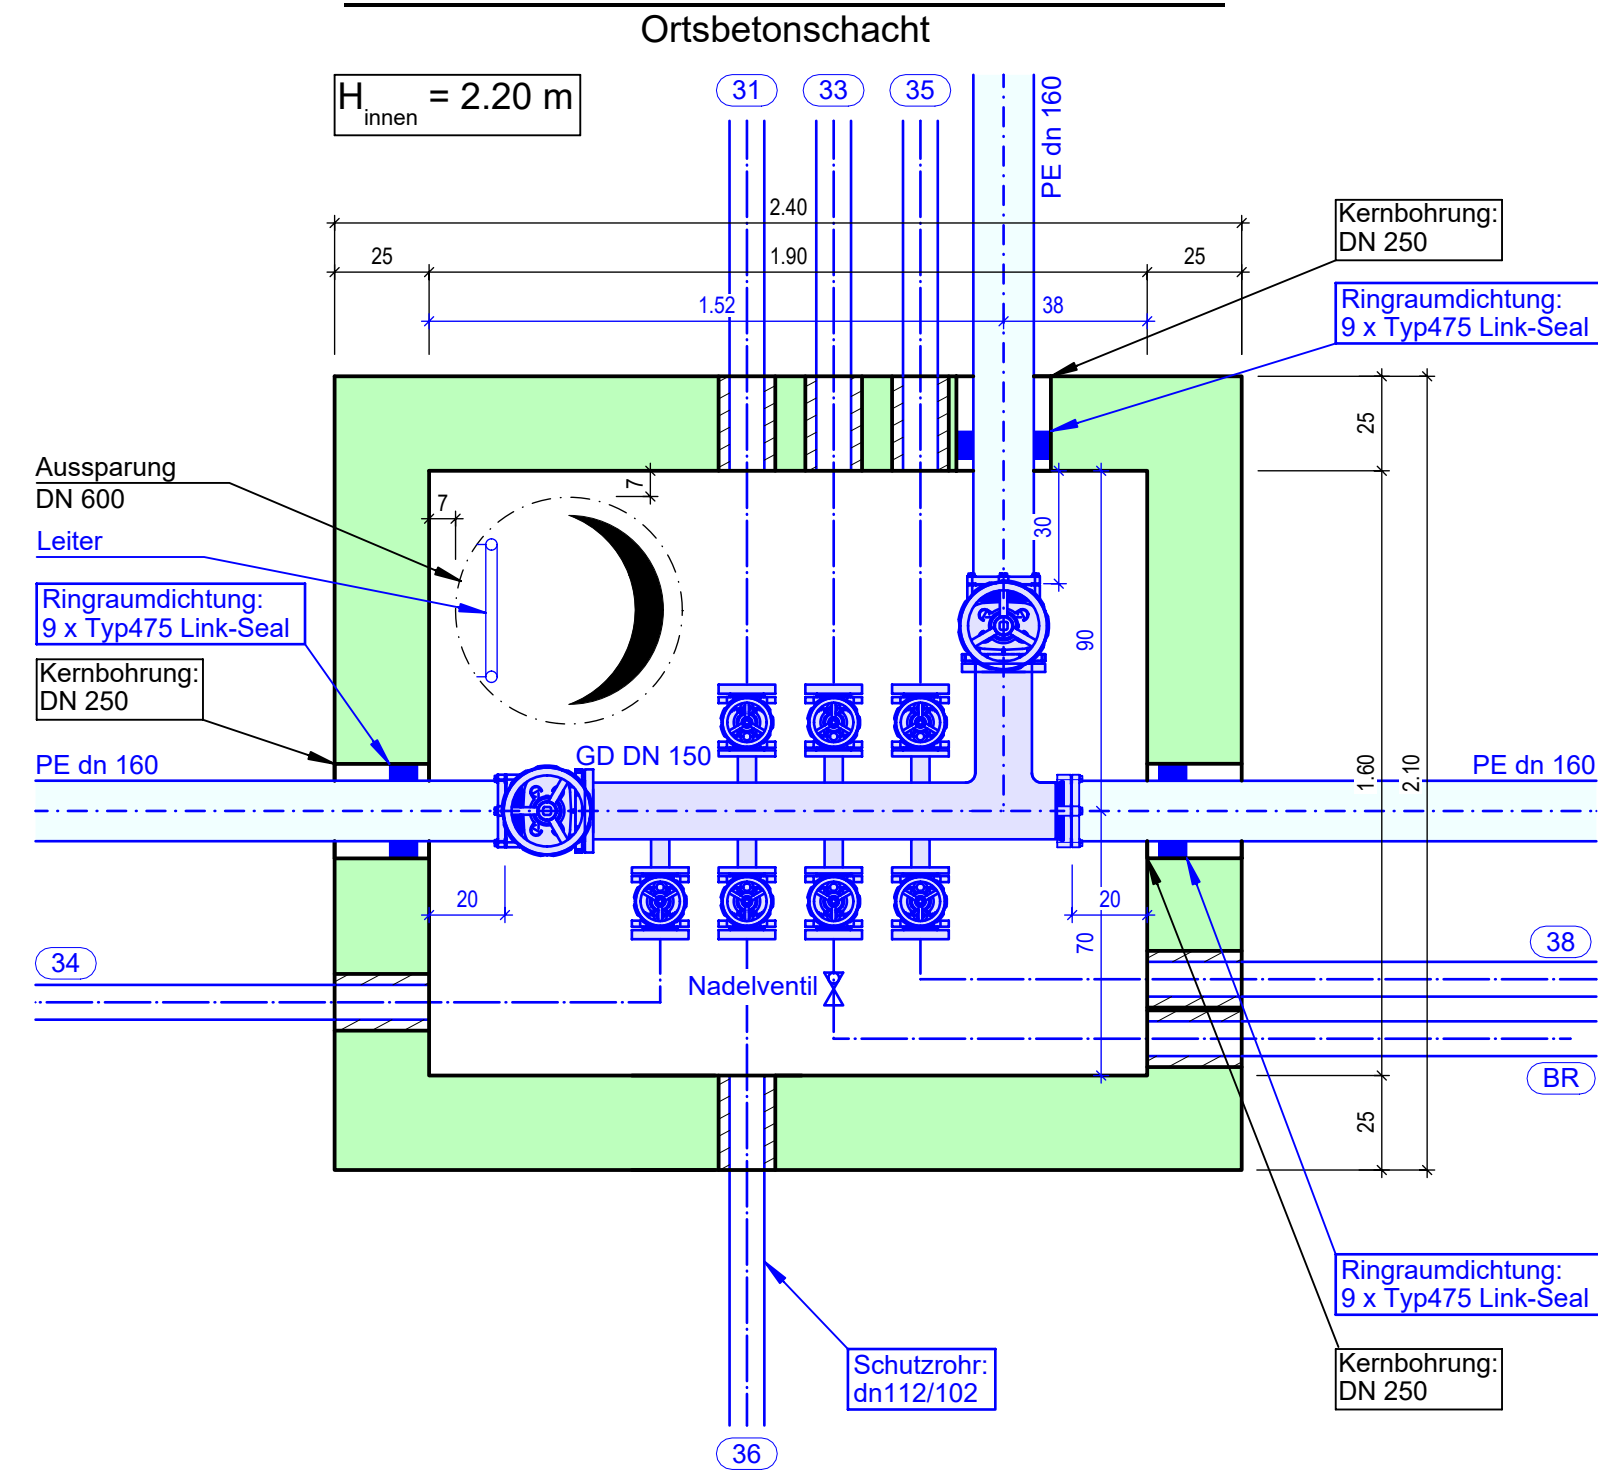 Ortsbetonschacht
H innen = 2.20 m
31
33
35
PE dn 160
2.40
25
1.90
25
1.52
38
Kernbohrung:
DN 250
Ringraumdichtung:
9 x Typ475 Link-Seal
25
Aussparung
DN 600
7
7
30
Leiter
Ringraumdichtung:
9 x Typ475 Link-Seal
90
Kernbohrung:
DN 250
GD DN 150
PE dn 160
1.60
2.10
PE dn 160
20
20
70
34
38
Nadelventil
BR
25
Ringraumdichtung:
9 x Typ475 Link-Seal
Schutzrohr:
dn112/102
Kernbohrung:
DN 250
36